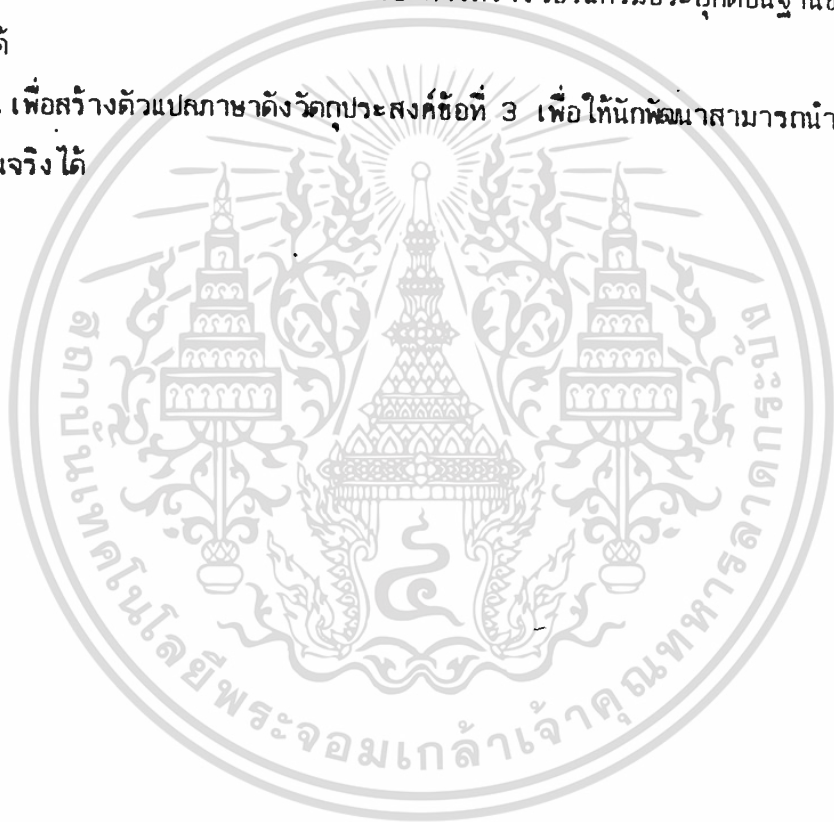 เพื่อสร้างตัวแปลภาษาดังวัตถุประสงค์ข้อที่ 3 เพื่อให้นักพัฒนาสามารถนำ
จริงได้
สถาบันเทคโนโลยีพระจอมเกล้าเจ้าคุณทหารลาดกระบัง